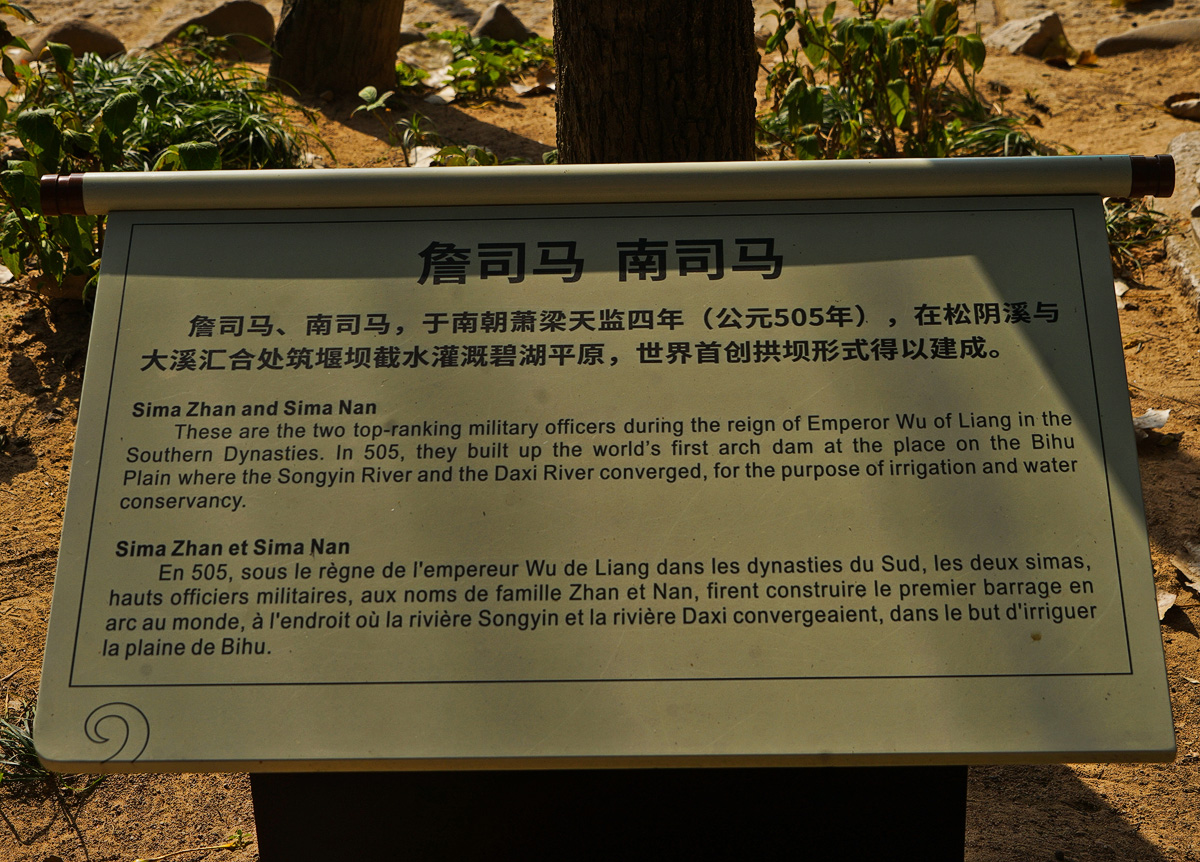 詹司马 南司马
詹司马、南司马，于南朝萧梁天监四年（公元505年），在松阴溪与
大溪汇合处筑堰坝截水灌溉碧湖平原，世界首创拱坝形式得以建成。
Sima Zhan and Sima Nan
These are the two top-ranking military officers during the reign of Emperor Wu of Liang in the
Southern Dynasties. In 505, they built up the world's first arch dam at the place on the Bihu
Plain where the Songyin River and the Daxi River converged, for the purpose of irrigation and water
conservancy.
Sima Zhan et Sima Nan
En 505, sous le règne de l'empereur Wu de Liang dans les dynasties du Sud, les deux simas,
hauts officiers militaires, aux noms de famille Zhan et Nan, firent construire le premier barrage en
arc au monde, à l'endroit où la rivière Songyin et la rivière Daxi convergeaient, dans le but d'irriguer
la plaine de Bihu.